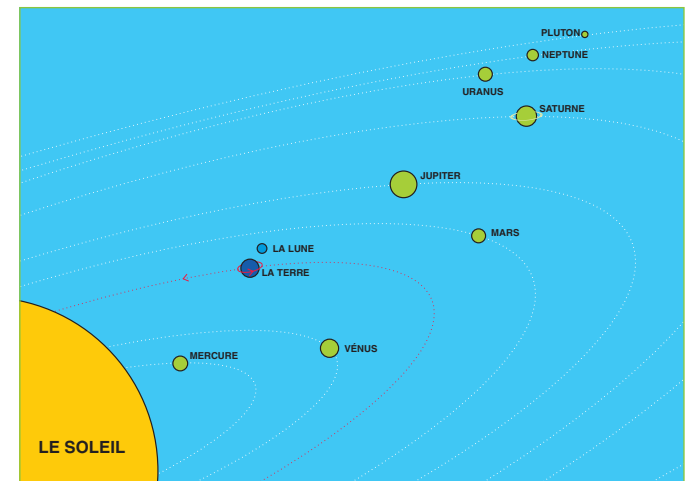 PLUTON
NEPTUNE
URANUS
SATURNE
JUPITER
MARS
LA LUNE
LA TERRE
VÉNUS
MERCURE
LE SOLEIL